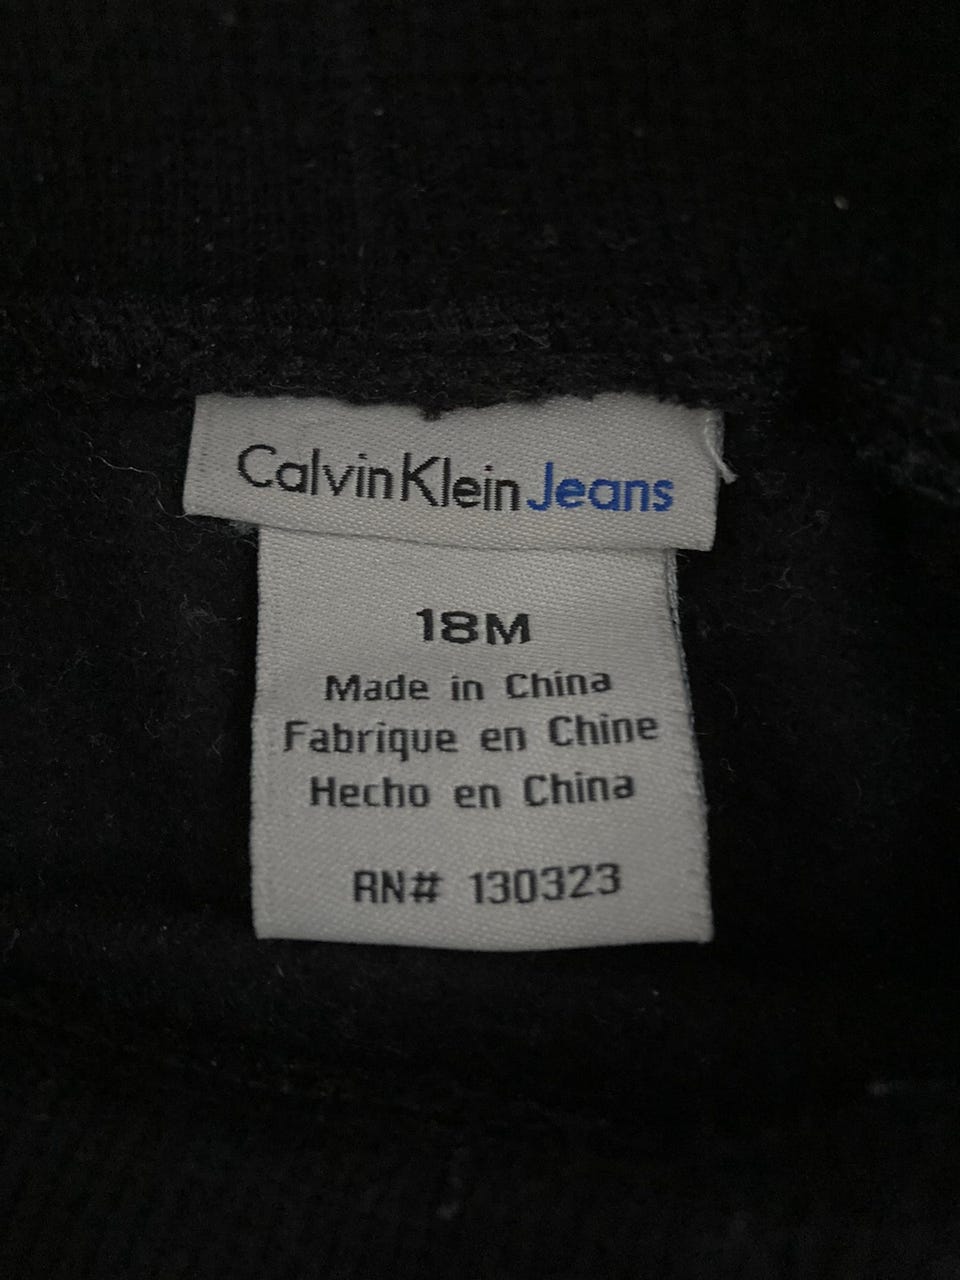 Calvin Klein Jeans
18M
Made in China
Fabrique en Chine
Hecho en China
RN# 130323